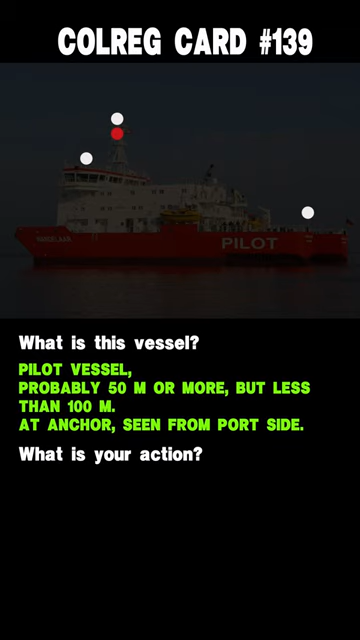 COLREG CARD #139
PILOT
What is this vessel?
PILOT VESSEL,
PROBABLY 50 M OR MORE, BUT LESS
THAN 100 M.
AT ANCHOR, SEEN FROM PORT SIDE.
What is your action?